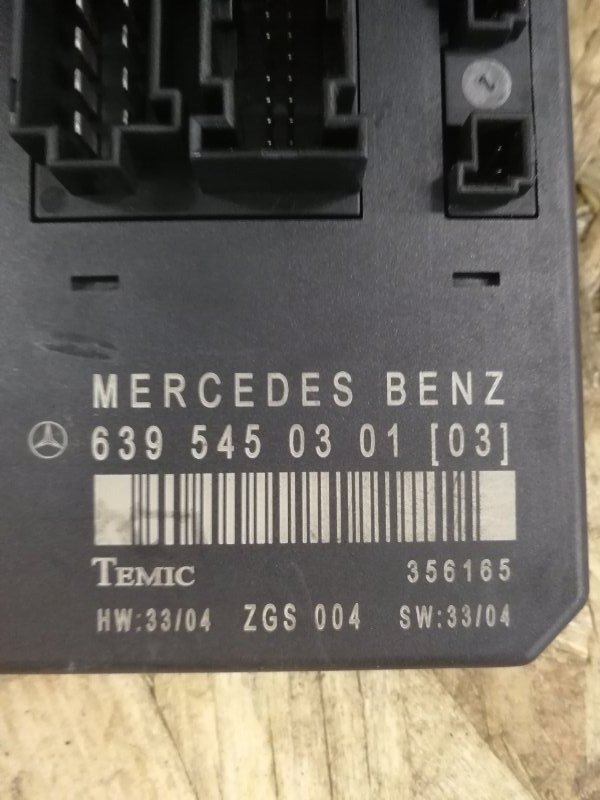 MERCEDES BENZ
639 545 03 01 [03]
TEMIC 356165
HW:33/04 ZGS 004 SW:33/04